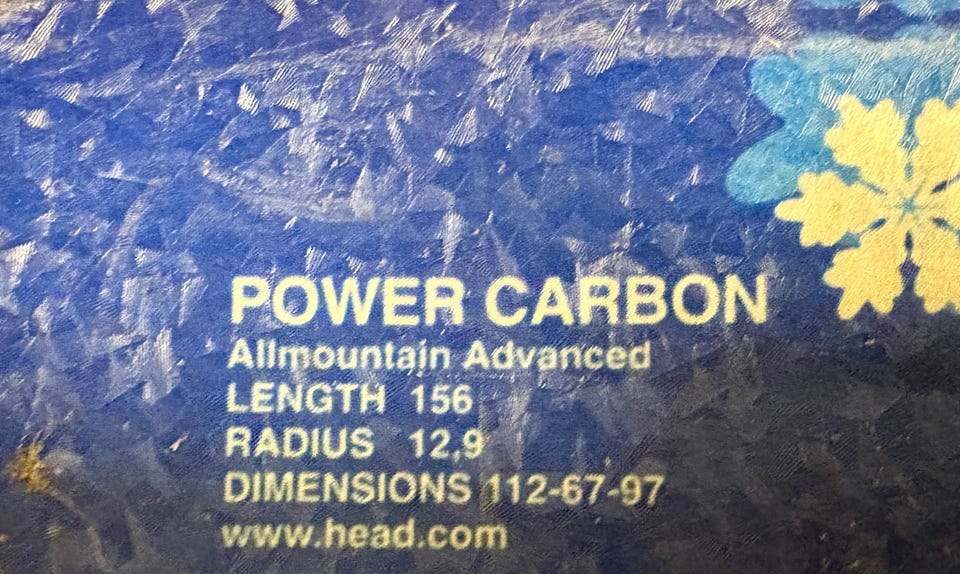 POWER CARBON
Allmountain Advanced
LENGTH 156
RADIUS 12,9
DIMENSIONS 112-67-97
www.head.com